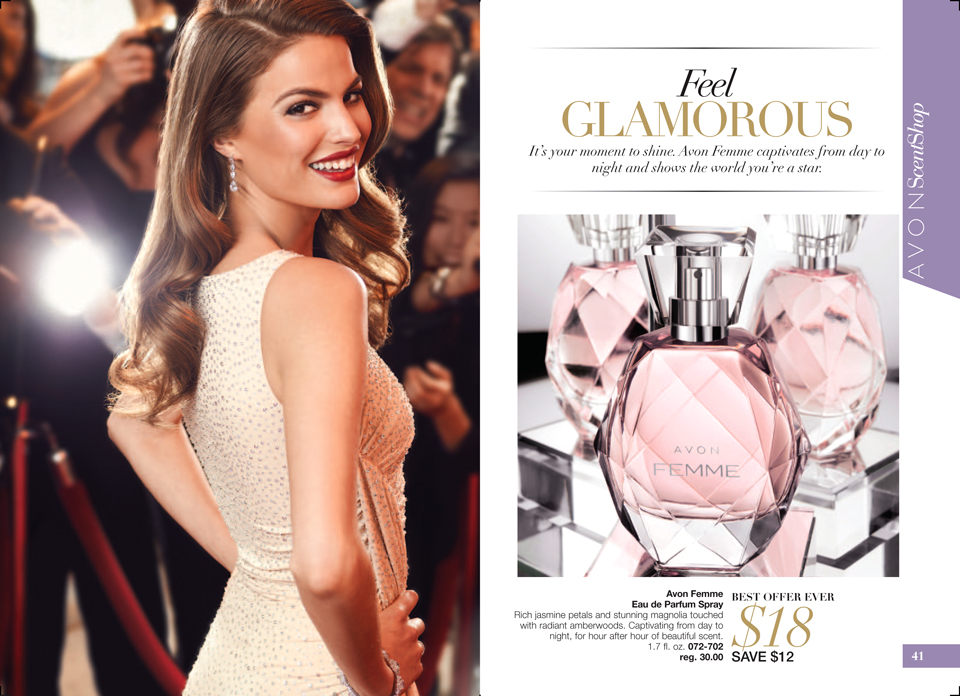 Feel
GLAMOROUS
It's your moment to shine. Avon Femme captivates from day to
night and shows the world you're a star.
AVON ScentShop
AVON
FEMME
Avon Femme
Eau de Parfum Spray
Rich jasmine petals and stunning magnolia touched
with radiant amberwoods. Captivating from day to
night, for hour after hour of beautiful scent.
1.7 fl. oz. 072-702
reg. 30.00
BEST OFFER EVER
$18
SAVE $12
41